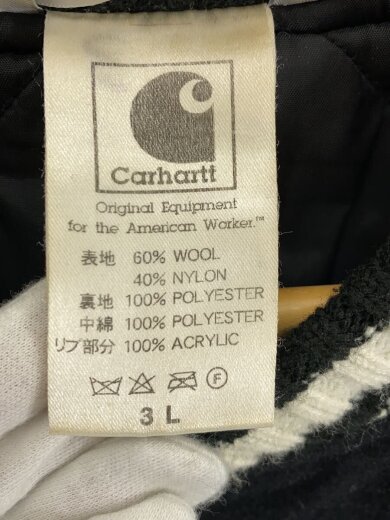 Carhartt
Original Equipment
for the American Worker.™
表地 60% WOOL
40% NYLON
裏地 100% POLYESTER
中綿 100% POLYESTER
リブ部分 100% ACRYLIC
F
3 L